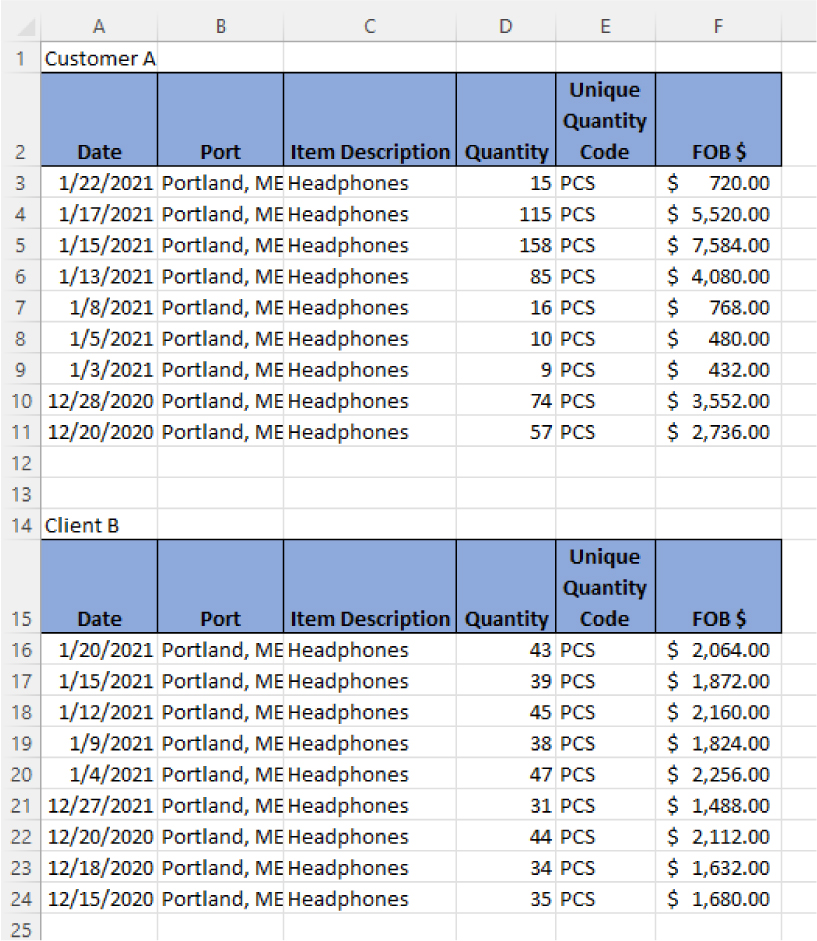 A B C D E F
1 Customer A
Unique
Quantity
2 Date Port Item Description Quantity Code FOB $
3 1/22/2021 Portland, ME Headphones 15 PCS $ 720.00
4 1/17/2021 Portland, ME Headphones 115 PCS $ 5,520.00
5 1/15/2021 Portland, ME Headphones 158 PCS $ 7,584.00
6 1/13/2021 Portland, ME Headphones 85 PCS $ 4,080.00
7 1/8/2021 Portland, ME Headphones 16 PCS $ 768.00
8 1/5/2021 Portland, ME Headphones 10 PCS $ 480.00
9 1/3/2021 Portland, ME Headphones 9 PCS $ 432.00
10 12/28/2020 Portland, ME Headphones 74 PCS $ 3,552.00
11 12/20/2020 Portland, ME Headphones 57 PCS $ 2,736.00
12
13
14 Client B
Unique
Quantity
15 Date Port Item Description Quantity Code FOB $
16 1/20/2021 Portland, ME Headphones 43 PCS $ 2,064.00
17 1/15/2021 Portland, ME Headphones 39 PCS $ 1,872.00
18 1/12/2021 Portland, ME Headphones 45 PCS $ 2,160.00
19 1/9/2021 Portland, ME Headphones 38 PCS $ 1,824.00
20 1/4/2021 Portland, ME Headphones 47 PCS $ 2,256.00
21 12/27/2021 Portland, ME Headphones 31 PCS $ 1,488.00
22 12/20/2020 Portland, ME Headphones 44 PCS $ 2,112.00
23 12/18/2020 Portland, ME Headphones 34 PCS $ 1,632.00
24 12/15/2020 Portland, ME Headphones 35 PCS $ 1,680.00
25